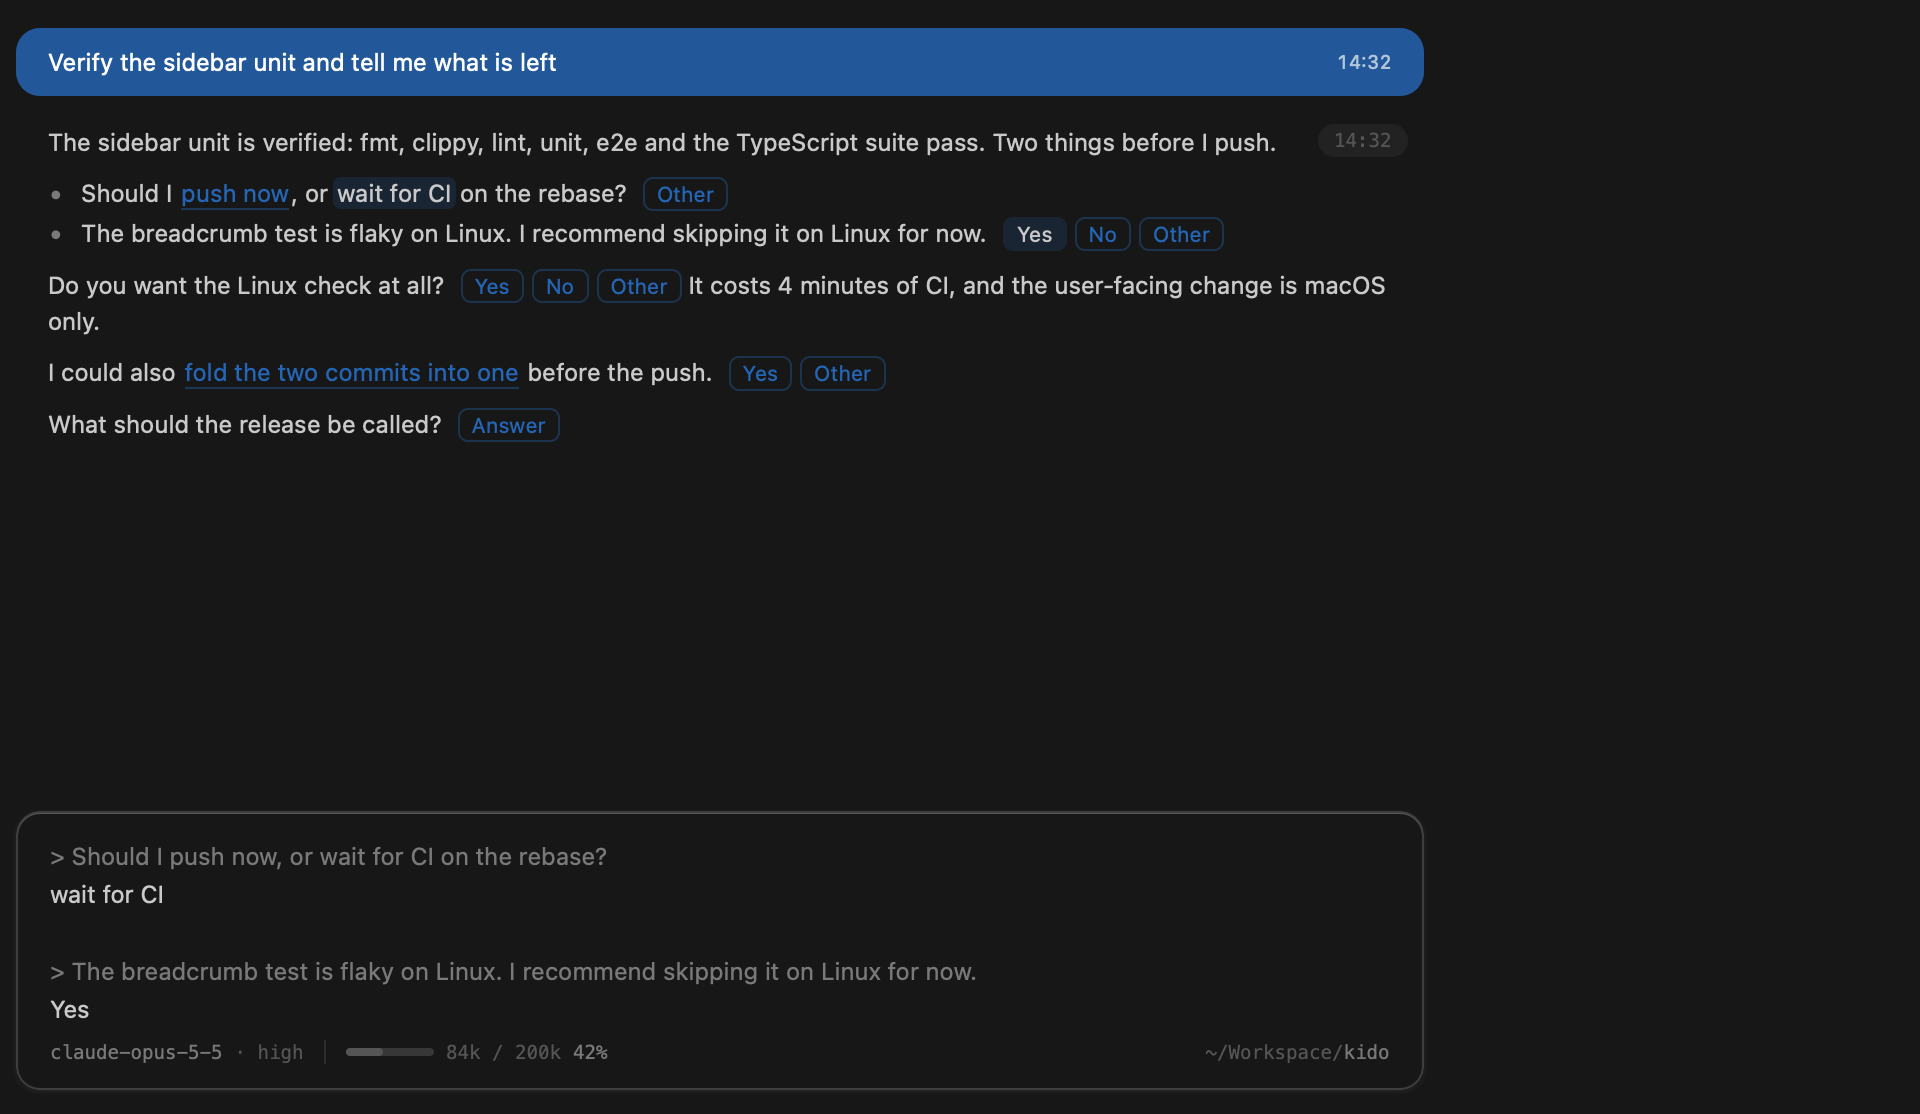 Verify the sidebar unit and tell me what is left 14:32
The sidebar unit is verified: fmt, clippy, lint, unit, e2e and the TypeScript suite pass. Two things before I push. 14:32
• Should I push now, or wait for CI on the rebase? Other
• The breadcrumb test is flaky on Linux. I recommend skipping it on Linux for now. Yes No Other
Do you want the Linux check at all? Yes No Other It costs 4 minutes of CI, and the user-facing change is macOS
only.
I could also fold the two commits into one before the push. Yes Other
What should the release be called? Answer
> Should I push now, or wait for CI on the rebase?
wait for CI
> The breadcrumb test is flaky on Linux. I recommend skipping it on Linux for now.
Yes
claude-opus-5-5 · high 84k / 200k 42% ~/Workspace/kido